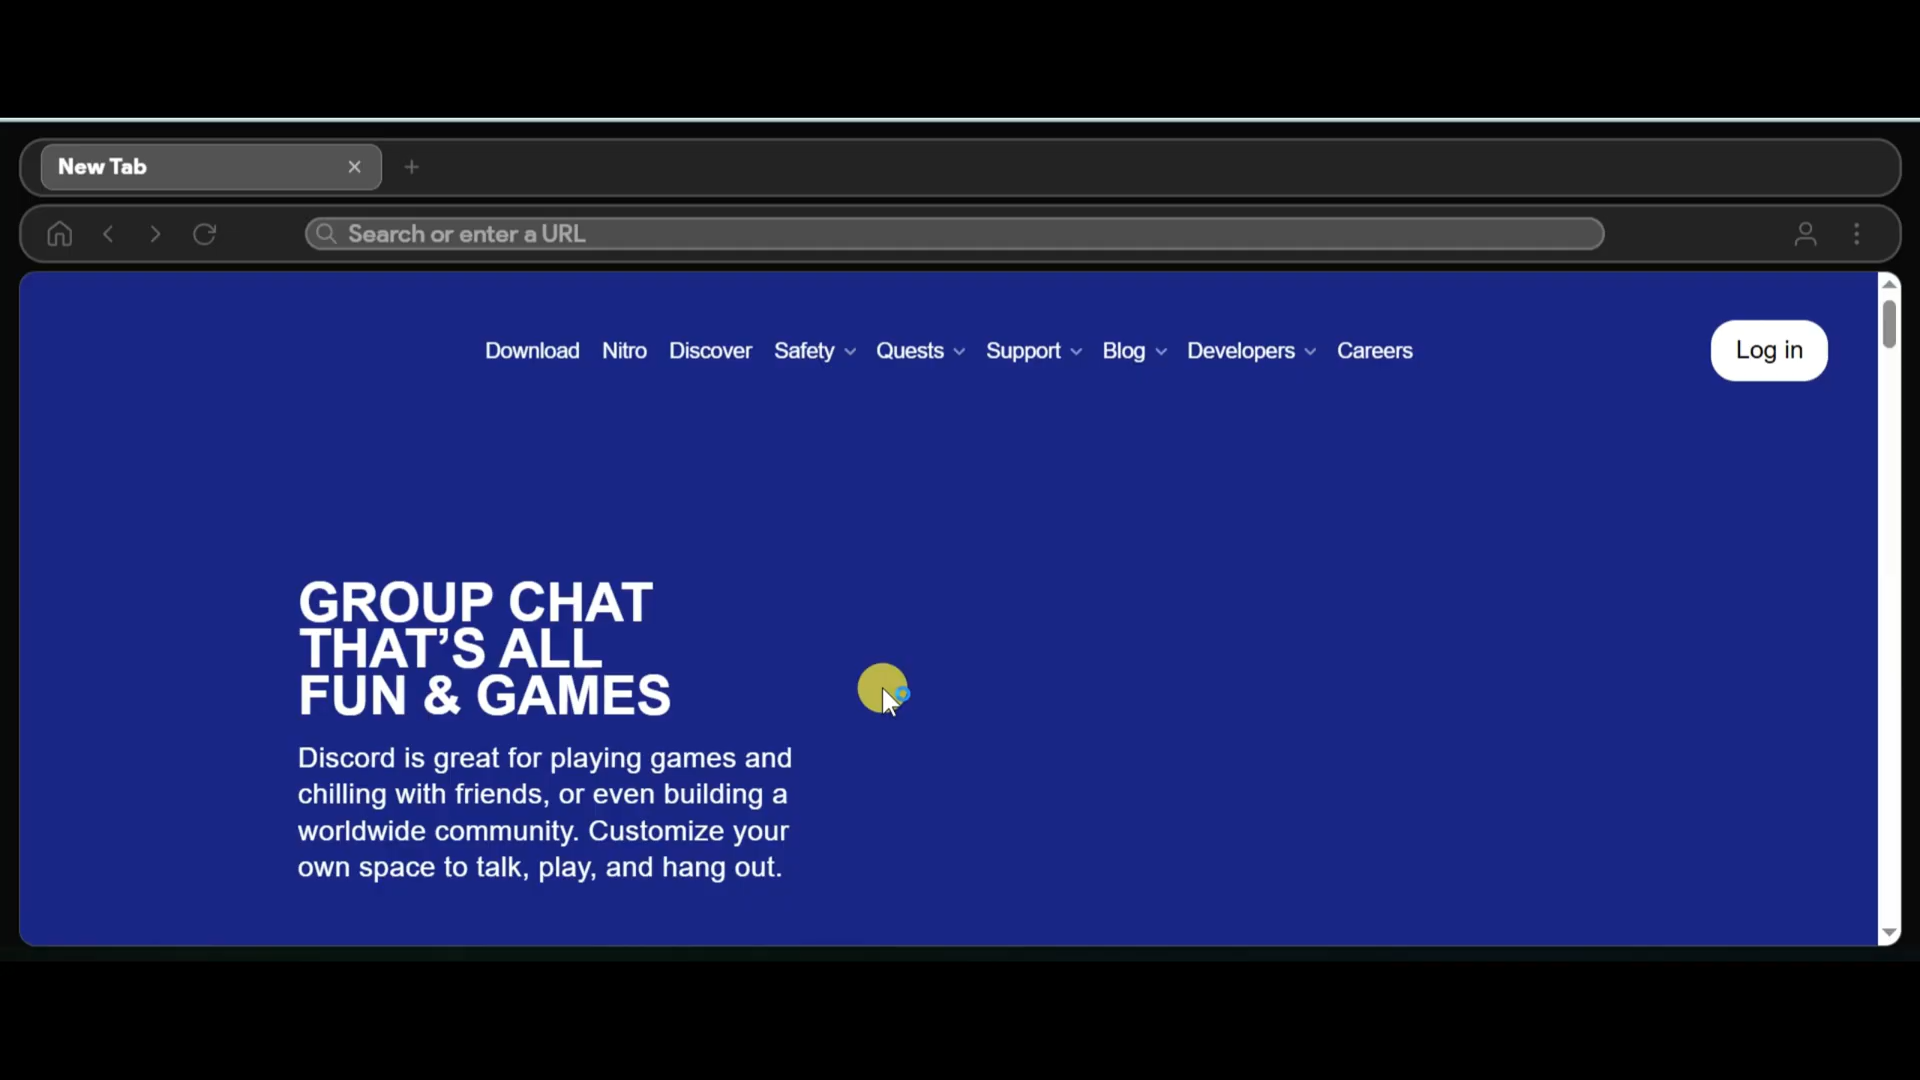 New Tab
Search or enter a URL
Download Nitro Discover Safety Quests Support Blog Developers Careers
Log in
GROUP CHAT
THAT’S ALL
FUN & GAMES
Discord is great for playing games and
chilling with friends, or even building a
worldwide community. Customize your
own space to talk, play, and hang out.